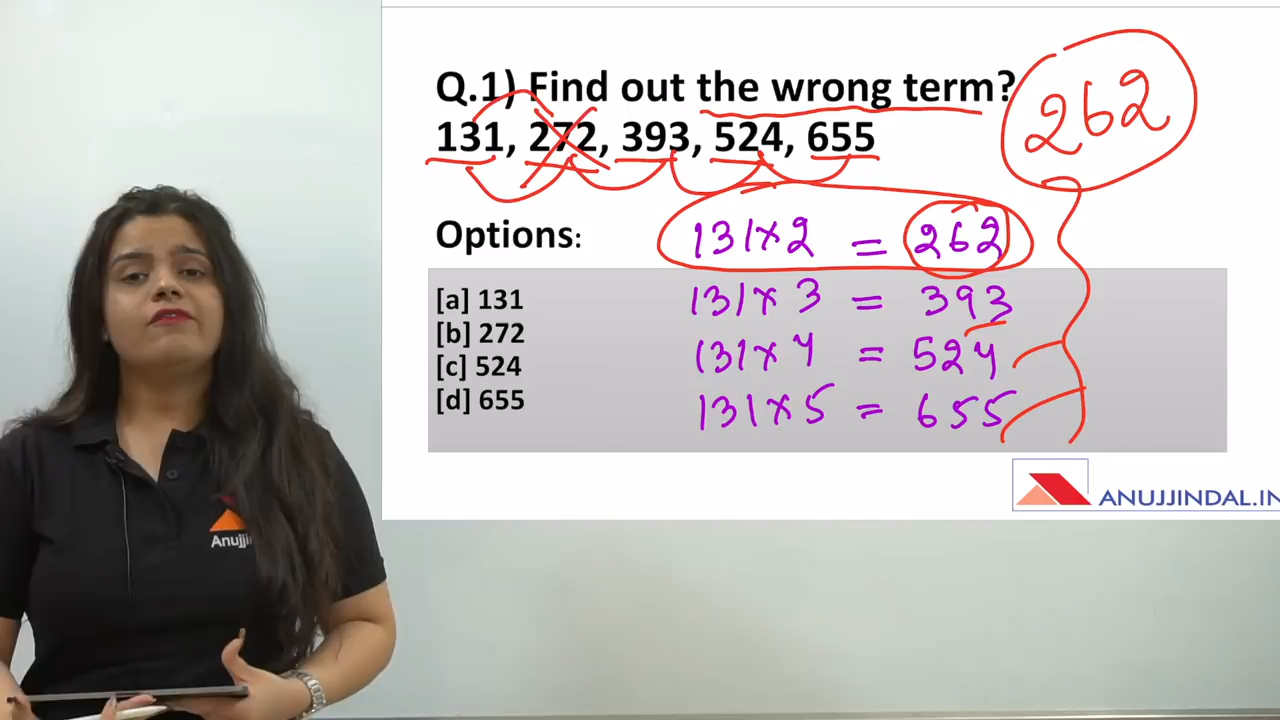 Q.1) Find out the wrong term?
131, 272, 393, 524, 655
262
Options:
131 × 2 = 262
[a] 131
131 × 3 = 393
[b] 272
131 × 4 = 524
[c] 524
131 × 5 = 655
[d] 655
ANUJJINDAL.IN
Anujji